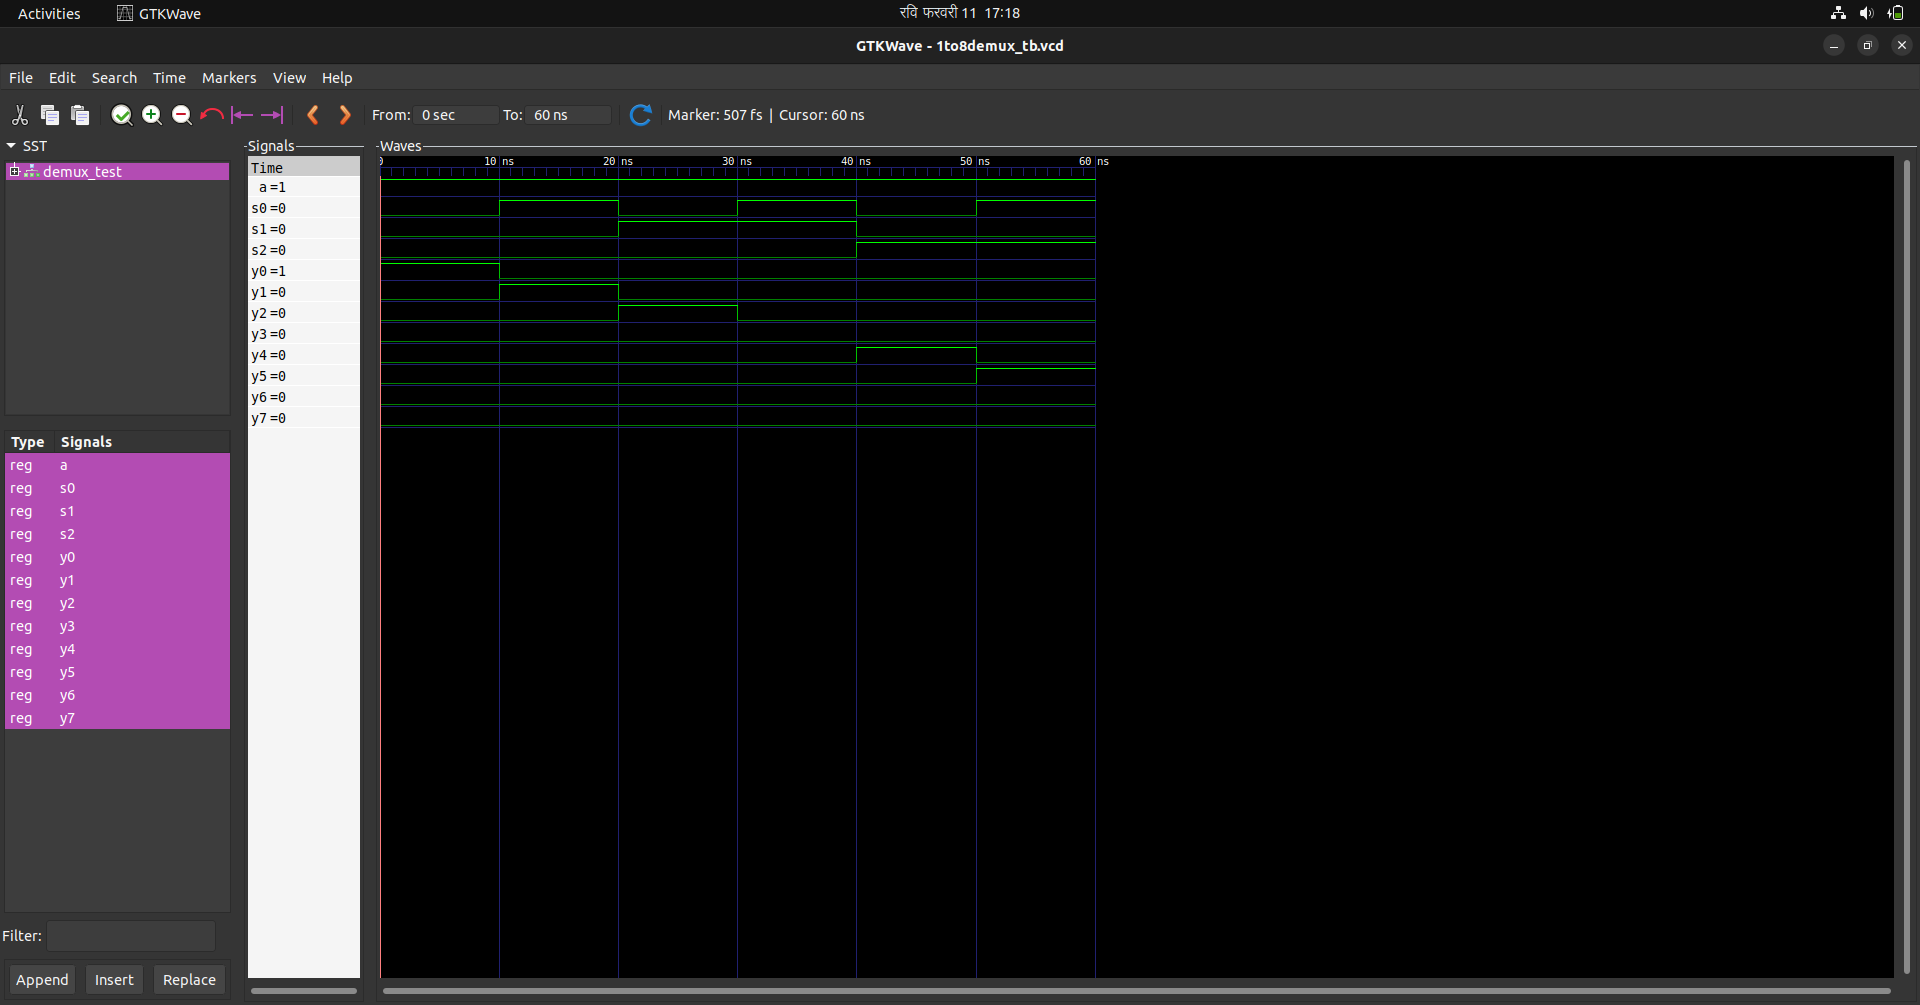 Activities GTKWave रवि फरवरी 11 17:18
GTKWave - 1to8demux_tb.vcd
File Edit Search Time Markers View Help
From: 0 sec To: 60 ns Marker: 507 fs | Cursor: 60 ns
SST
demux_test
Type Signals
reg a
reg s0
reg s1
reg s2
reg y0
reg y1
reg y2
reg y3
reg y4
reg y5
reg y6
reg y7
Filter:
Append Insert Replace
Signals
Time
a=1
s0=0
s1=0
s2=0
y0=1
y1=0
y2=0
y3=0
y4=0
y5=0
y6=0
y7=0
Waves
0 10 ns 20 ns 30 ns 40 ns 50 ns 60 ns